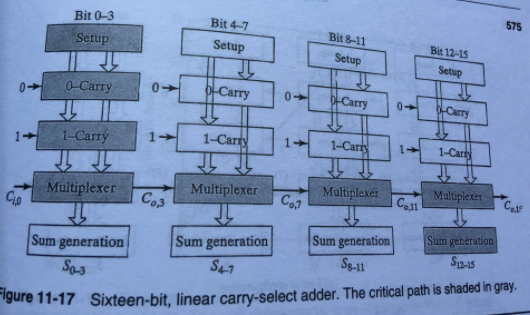 575
Bit 0–3
Setup
0
0–Carry
1
1–Carry
Ci,0
Multiplexer
Co,3
Sum generation
S0-3
Bit 4–7
Setup
0
0–Carry
1
1–Carry
Multiplexer
Co,7
Sum generation
S4-7
Bit 8-11
Setup
0
0–Carry
1
1–Carry
Multiplexer
Co,11
Sum generation
S8-11
Bit 12-15
Setup
0
0–Carry
1
1–Carry
Multiplexer
Sum generation
S12-15
Figure 11-17 Sixteen-bit, linear carry-select adder. The critical path is shaded in gray.